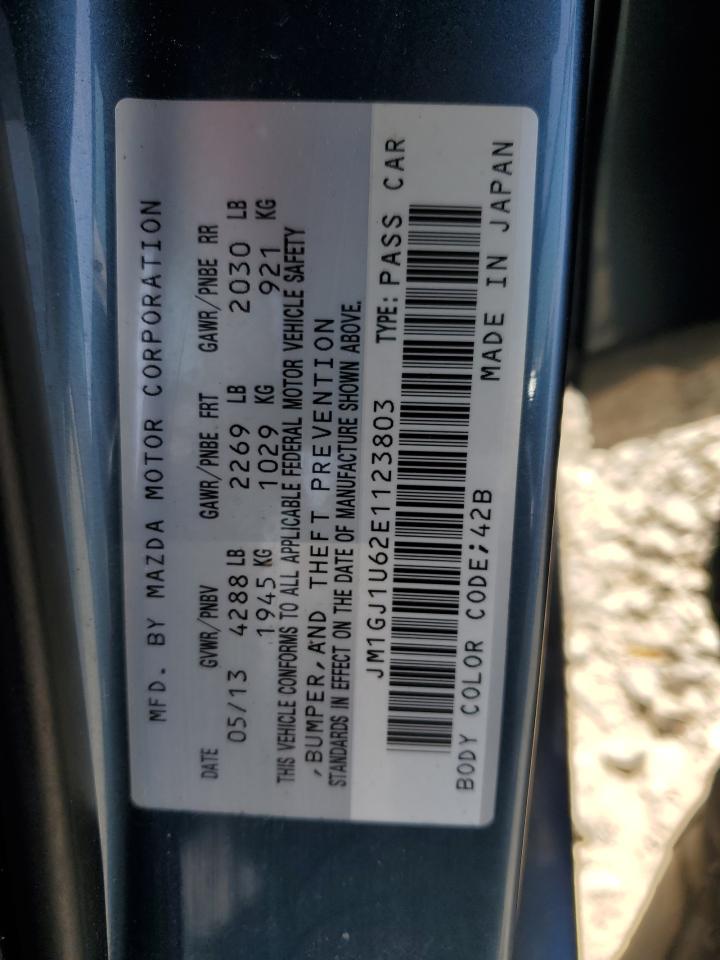 MFD. BY MAZDA MOTOR CORPORATION
DATE GVWR/PNBV GAWR/PNBE FRT GAWR/PNBE RR
05/13 4288 LB 2269 LB 2030 LB
1945 KG 1029 KG 921 KG
THIS VEHICLE CONFORMS TO ALL APPLICABLE FEDERAL MOTOR VEHICLE SAFETY
,BUMPER,AND THEFT PREVENTION
STANDARDS IN EFFECT ON THE DATE OF MANUFACTURE SHOWN ABOVE.
JM1GJ1U62E1123803 TYPE: PASS CAR
BODY COLOR CODE;42B MADE IN JAPAN